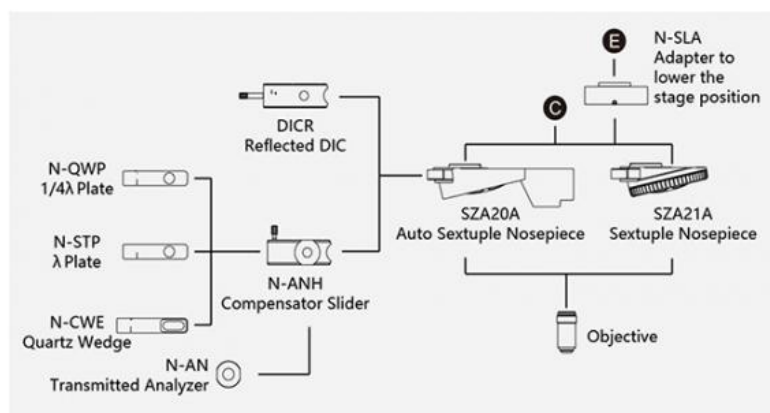 E
N-SLA
Adapter to
lower the
stage position
C
DICR
Reflected DIC
N-QWP
1/4λ Plate
SZA20A
Auto Sextuple Nosepiece
SZA21A
Sextuple Nosepiece
N-STP
λ Plate
N-ANH
Compensator Slider
N-CWE
Quartz Wedge
Objective
N-AN
Transmitted Analyzer